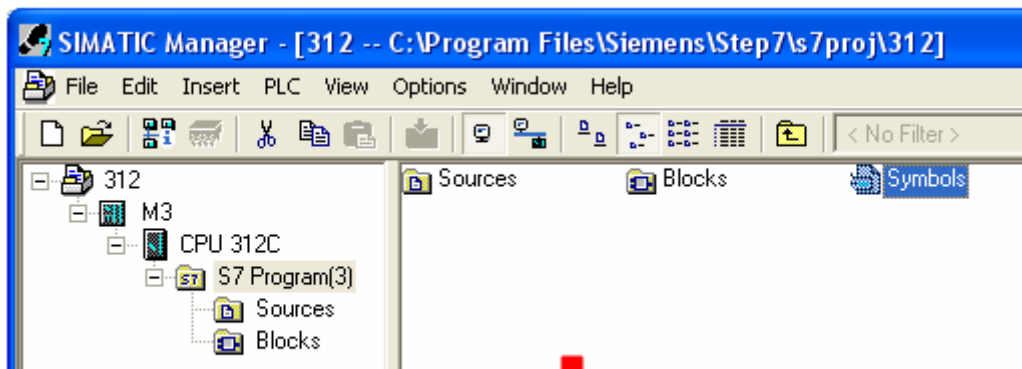 SIMATIC Manager - [312 -- C:\Program Files\Siemens\Step7\s7proj\312]
File Edit Insert PLC View Options Window Help
< No Filter >
312
M3
CPU 312C
S7 Program(3)
Sources
Blocks
Sources Blocks Symbols